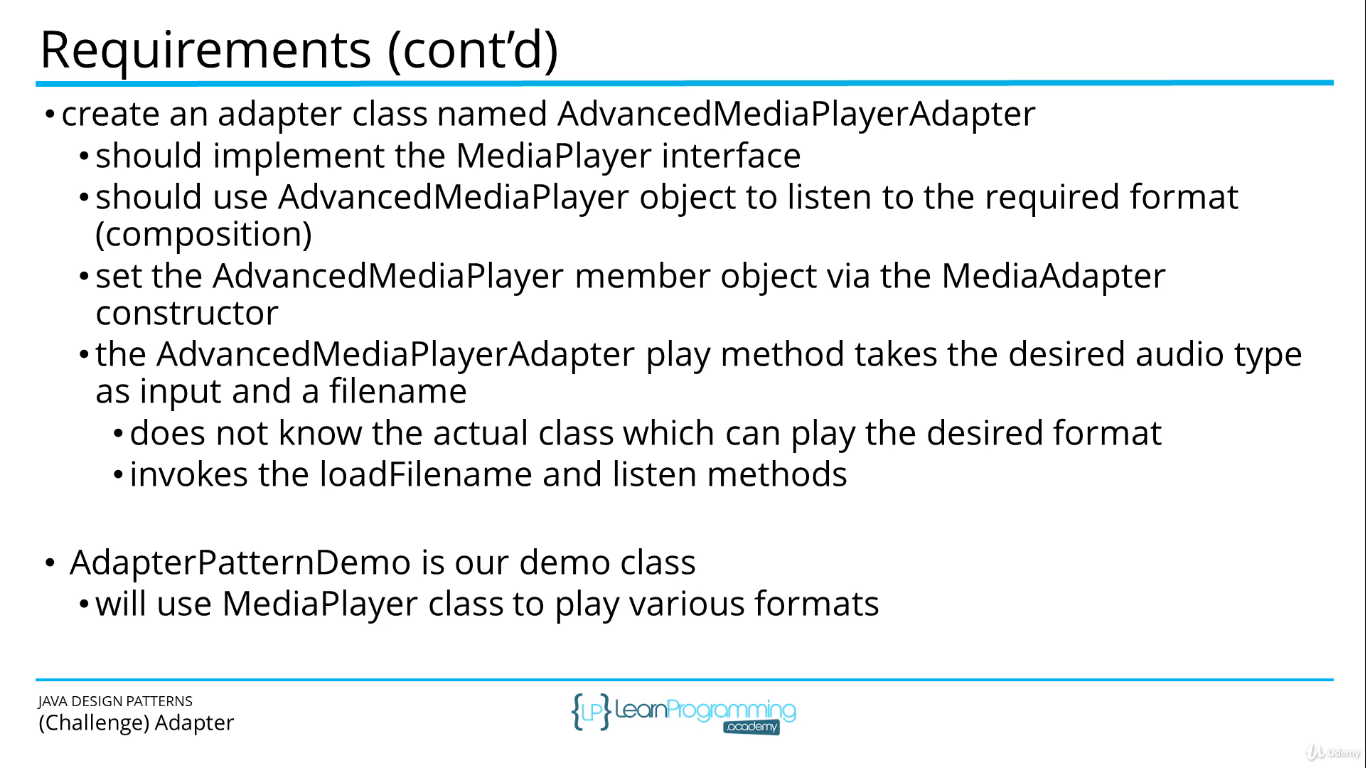 Requirements (cont’d)
• create an adapter class named AdvancedMediaPlayerAdapter
• should implement the MediaPlayer interface
• should use AdvancedMediaPlayer object to listen to the required format
(composition)
• set the AdvancedMediaPlayer member object via the MediaAdapter
constructor
• the AdvancedMediaPlayerAdapter play method takes the desired audio type
as input and a filename
• does not know the actual class which can play the desired format
• invokes the loadFilename and listen methods
• AdapterPatternDemo is our demo class
• will use MediaPlayer class to play various formats
JAVA DESIGN PATTERNS
(Challenge) Adapter
{LP} LearnProgramming
.academy
Udemy